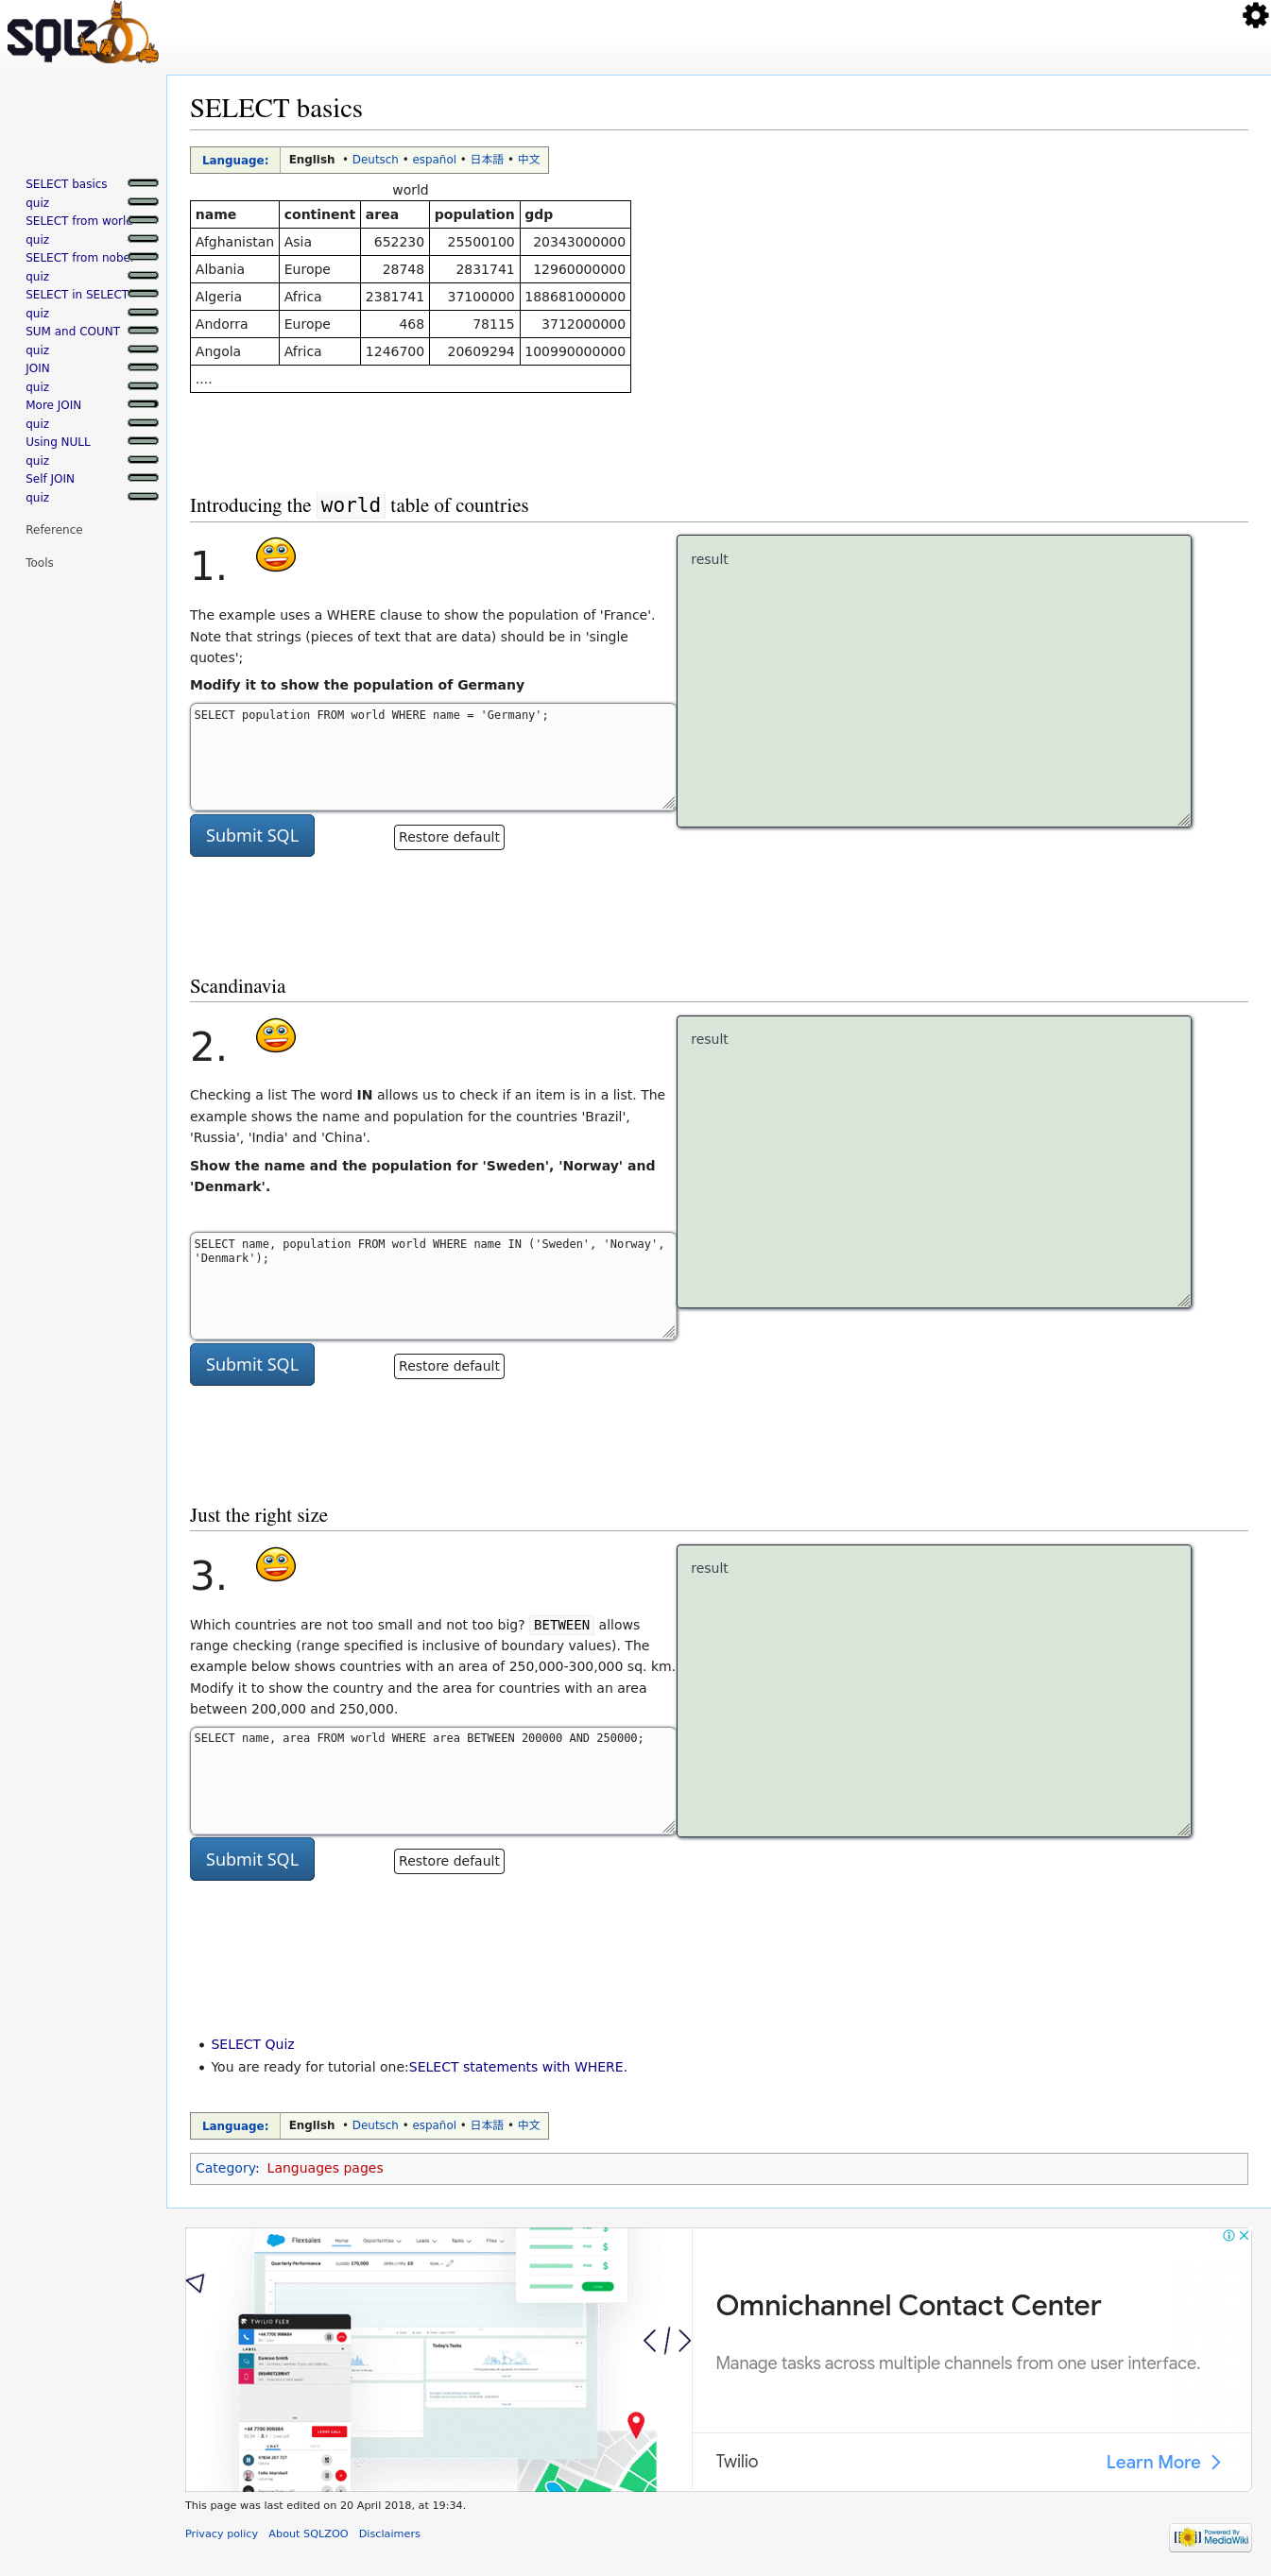 SQLZOO
SELECT basics
quiz
SELECT from world
quiz
SELECT from nobel
quiz
SELECT in SELECT
quiz
SUM and COUNT
quiz
JOIN
quiz
More JOIN
quiz
Using NULL
quiz
Self JOIN
quiz
Reference
Tools
SELECT basics
Language: English • Deutsch • español • 日本語 • 中文
world
name continent area population gdp
Afghanistan Asia 652230 25500100 20343000000
Albania Europe 28748 2831741 12960000000
Algeria Africa 2381741 37100000 188681000000
Andorra Europe 468 78115 3712000000
Angola Africa 1246700 20609294 100990000000
....
Introducing the world table of countries
1.
The example uses a WHERE clause to show the population of 'France'.
Note that strings (pieces of text that are data) should be in 'single
quotes';
Modify it to show the population of Germany
SELECT population FROM world WHERE name = 'Germany';
Submit SQL Restore default
result
Scandinavia
2.
Checking a list The word IN allows us to check if an item is in a list. The
example shows the name and population for the countries 'Brazil',
'Russia', 'India' and 'China'.
Show the name and the population for 'Sweden', 'Norway' and
'Denmark'.
SELECT name, population FROM world WHERE name IN ('Sweden', 'Norway',
'Denmark');
Submit SQL Restore default
result
Just the right size
3.
Which countries are not too small and not too big? BETWEEN allows
range checking (range specified is inclusive of boundary values). The
example below shows countries with an area of 250,000-300,000 sq. km.
Modify it to show the country and the area for countries with an area
between 200,000 and 250,000.
SELECT name, area FROM world WHERE area BETWEEN 200000 AND 250000;
Submit SQL Restore default
result
• SELECT Quiz
• You are ready for tutorial one:SELECT statements with WHERE.
Language: English • Deutsch • español • 日本語 • 中文
Category: Languages pages
Flexsales Home Opportunities Leads Tasks Files
Quarterly Performance
TWILIO FLEX
Today's Tasks
Omnichannel Contact Center
Manage tasks across multiple channels from one user interface.
Twilio Learn More
This page was last edited on 20 April 2018, at 19:34.
Privacy policy About SQLZOO Disclaimers
Powered By
MediaWiki